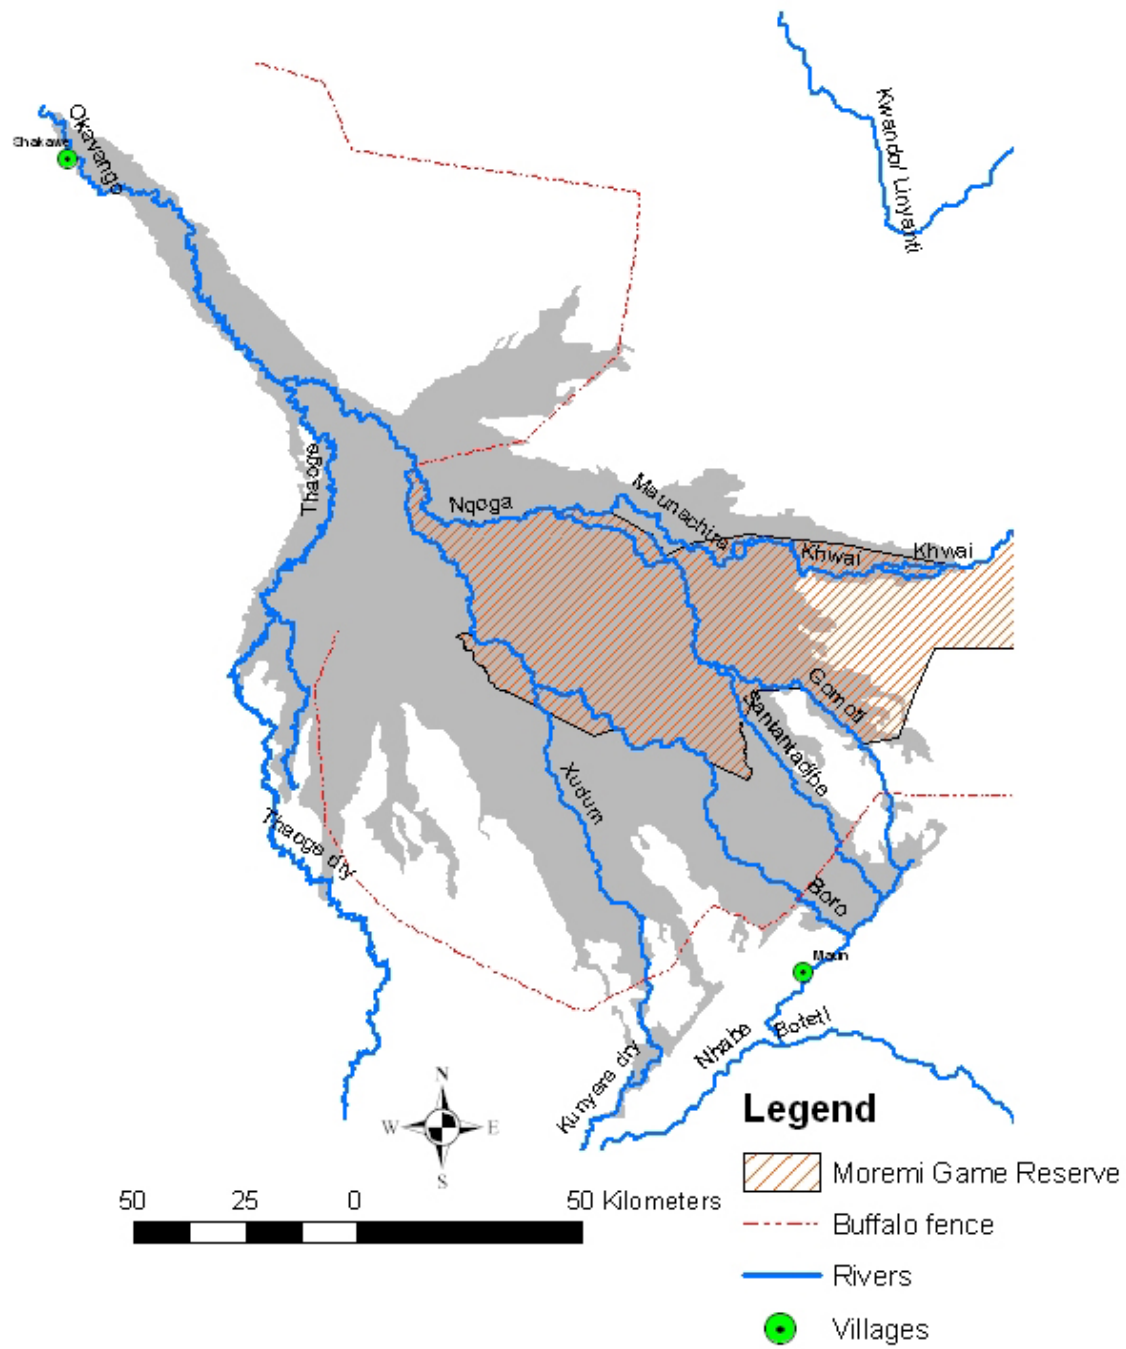 Okavango
Shakawe
Kwando/ Linyanti
Thaoge
Nqoga
Maunachira
Khwai
Khwai
Gomoti
Santantadibe
Xudum
Thaoge dry
Boro
Maun
Nhabe
Boteti
Kunyere dry
N
W
E
S
Legend
Moremi Game Reserve
Buffalo fence
Rivers
Villages
50 25 0 50 Kilometers